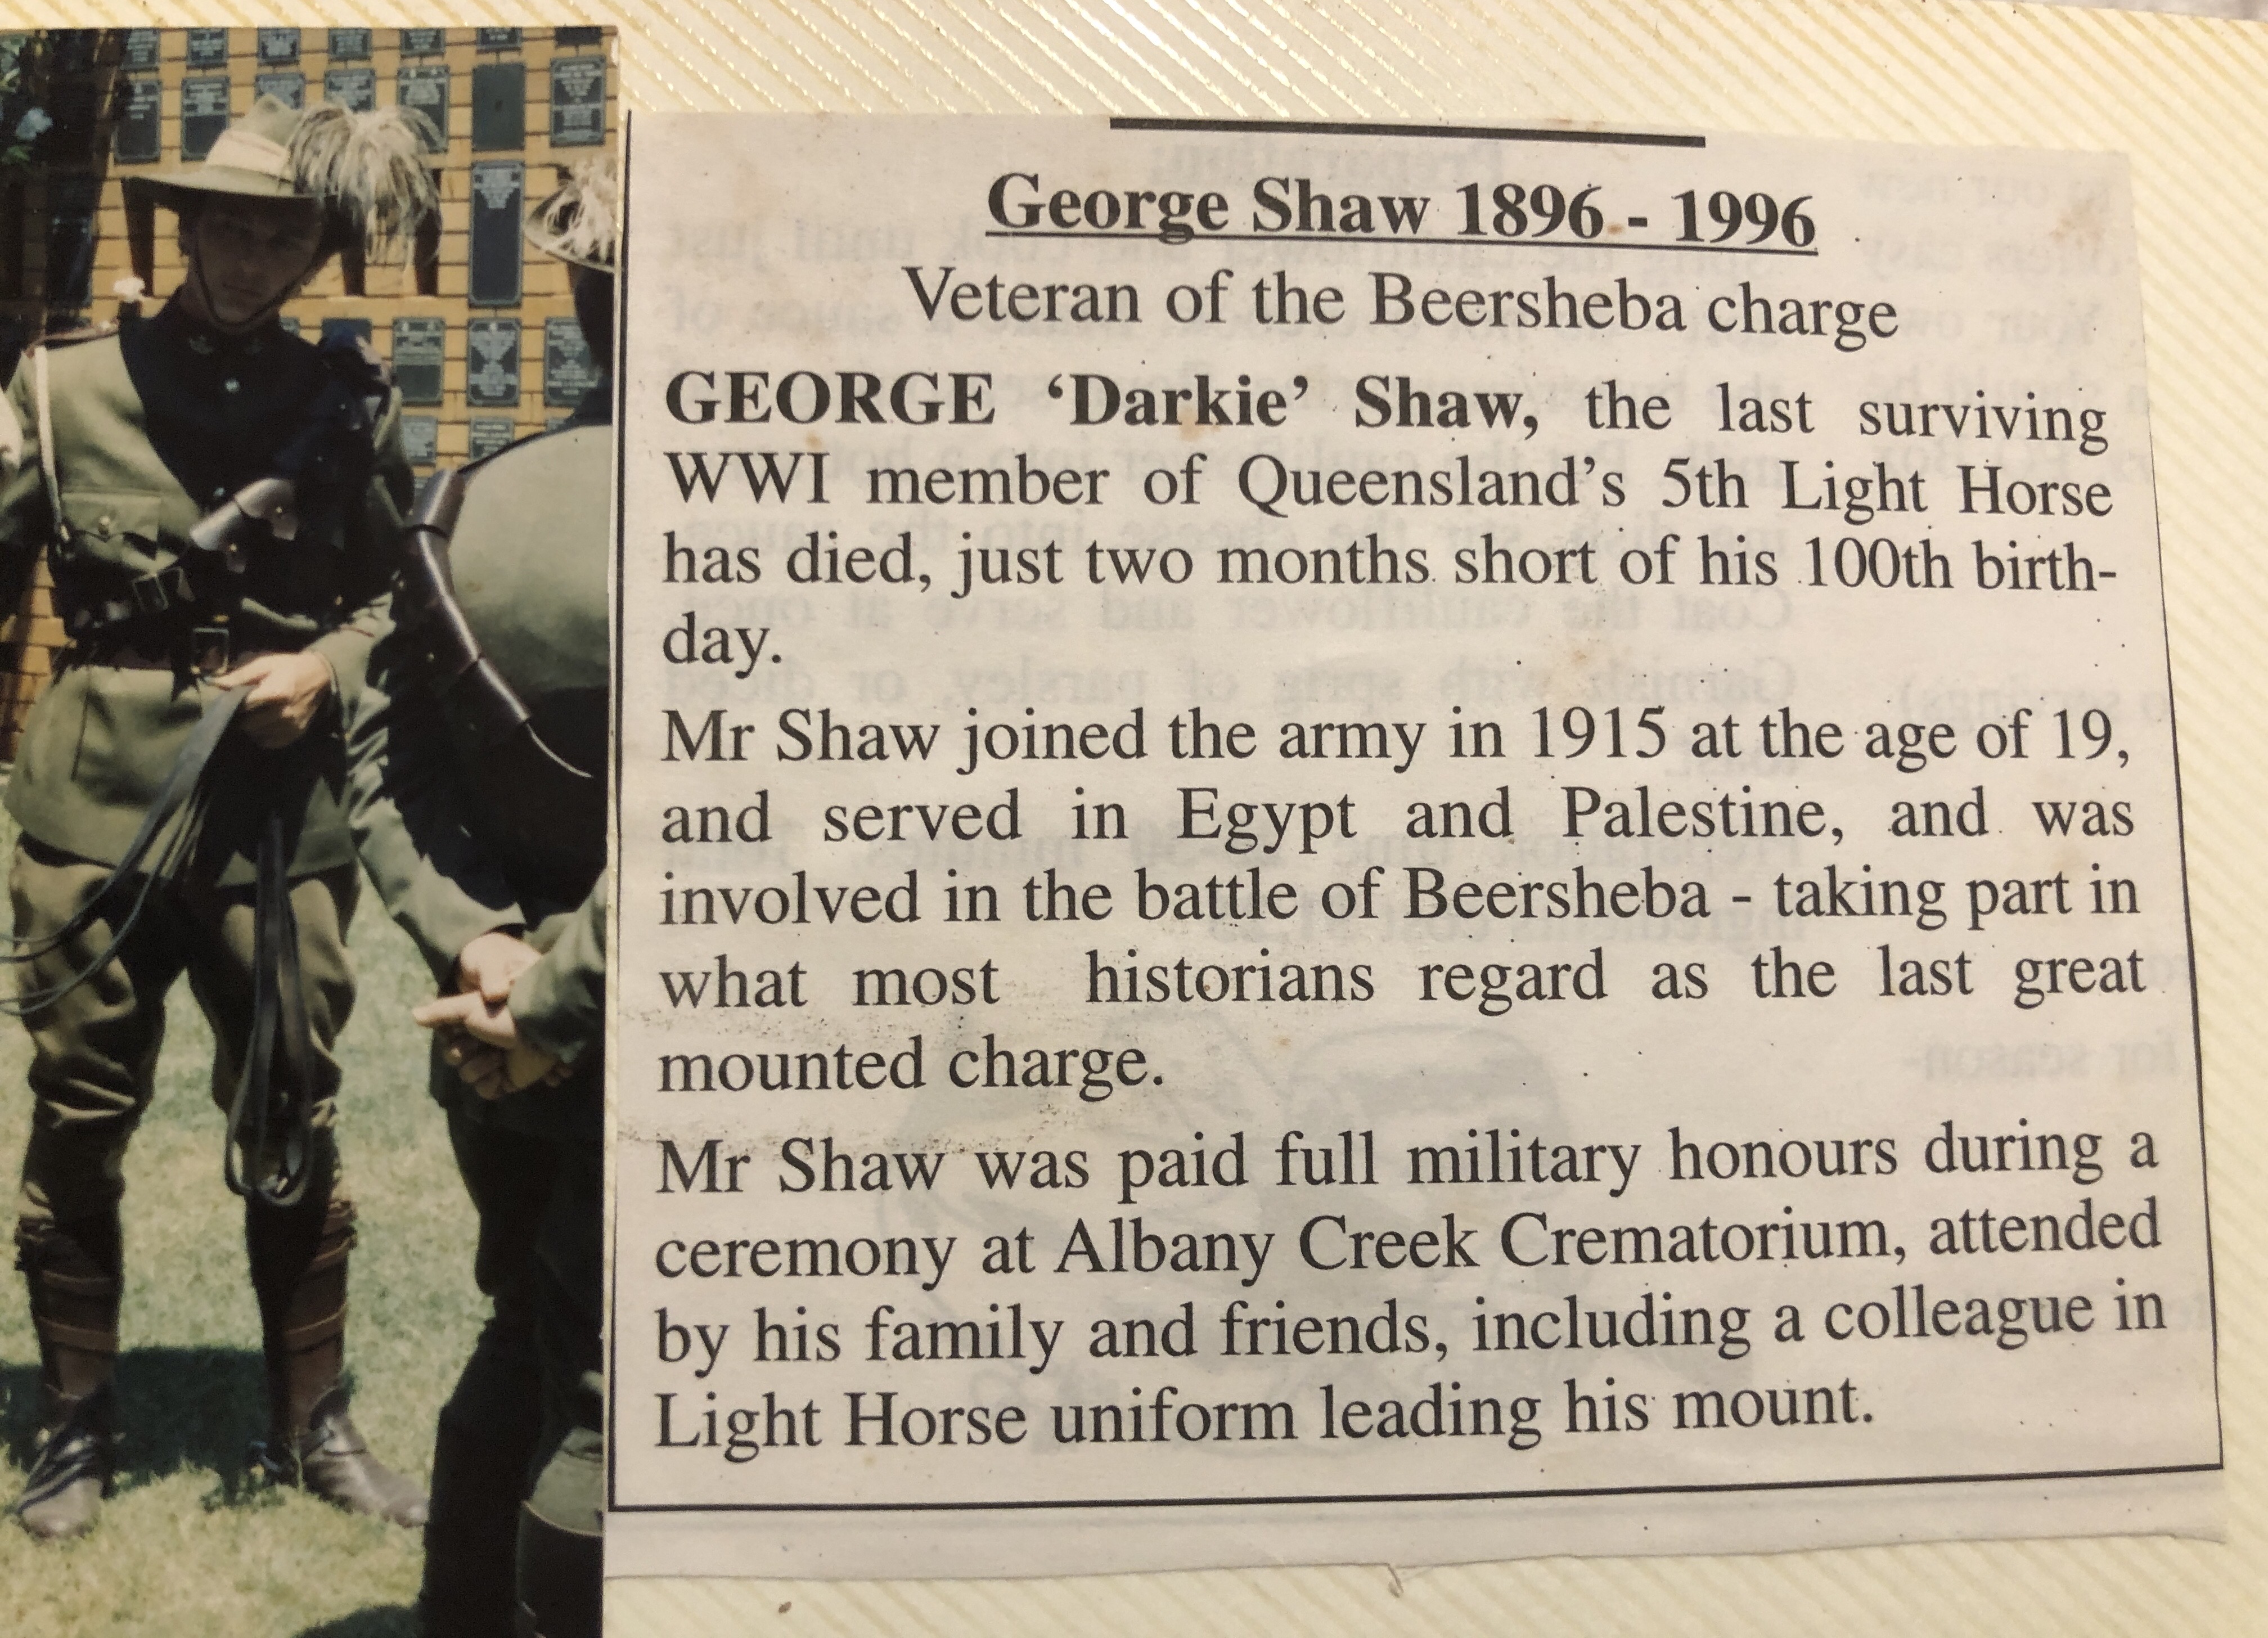 George Shaw 1896 - 1996
Veteran of the Beersheba charge
GEORGE ‘Darkie’ Shaw, the last surviving
WWI member of Queensland’s 5th Light Horse
has died, just two months short of his 100th birth-
day.
Mr Shaw joined the army in 1915 at the age of 19,
and served in Egypt and Palestine, and was
involved in the battle of Beersheba - taking part in
what most historians regard as the last great
mounted charge.
Mr Shaw was paid full military honours during a
ceremony at Albany Creek Crematorium, attended
by his family and friends, including a colleague in
Light Horse uniform leading his mount.